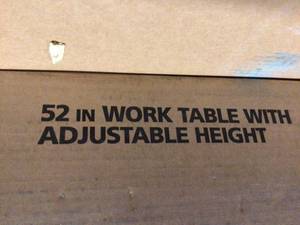 52 IN WORK TABLE WITH
ADJUSTABLE HEIGHT